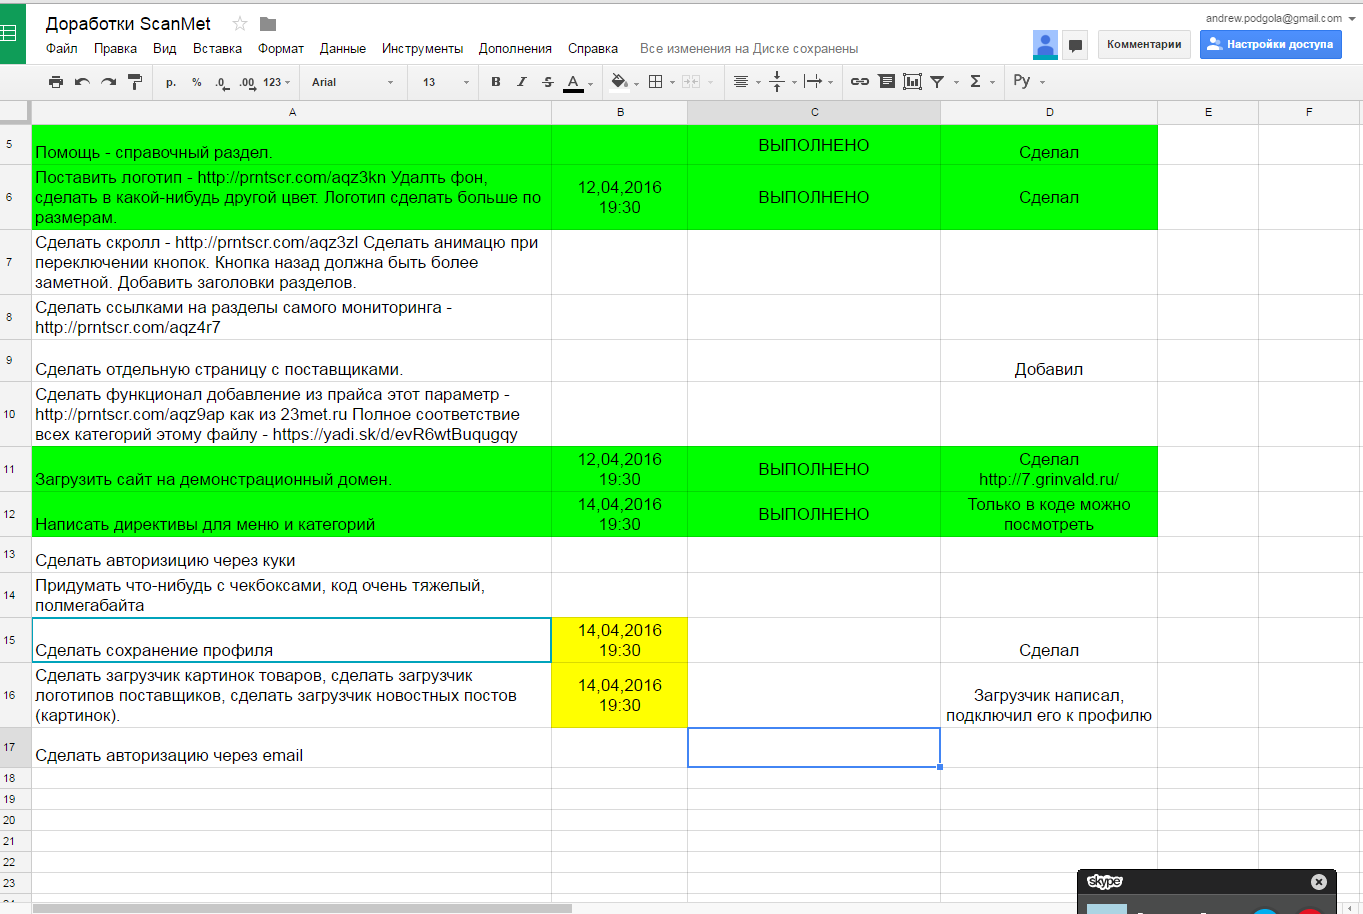 Доработки ScanMet
andrew.podgola@gmail.com
Файл Правка Вид Вставка Формат Данные Инструменты Дополнения Справка Все изменения на Диске сохранены
Комментарии
Настройки доступа
р. % .0 .00 123 Arial 13 B I S A Σ Ру
A B C D E F
5 Помощь - справочный раздел. ВЫПОЛНЕНО Сделал
6 Поставить логотип - http://prntscr.com/aqz3kn Удалть фон,
сделать в какой-нибудь другой цвет. Логотип сделать больше по
размерам.
12,04,2016
19:30
ВЫПОЛНЕНО
Сделал
7 Сделать скролл - http://prntscr.com/aqz3zl Сделать анимацю при
переключении кнопок. Кнопка назад должна быть более
заметной. Добавить заголовки разделов.
8 Сделать ссылками на разделы самого мониторинга -
http://prntscr.com/aqz4r7
9 Сделать отдельную страницу с поставщиками. Добавил
10 Сделать функционал добавление из прайса этот параметр -
http://prntscr.com/aqz9ap как из 23met.ru Полное соответствие
всех категорий этому файлу - https://yadi.sk/d/evR6wtBuqugqy
11 Загрузить сайт на демонстрационный домен.
12,04,2016
19:30
ВЫПОЛНЕНО
Сделал
http://7.grinvald.ru/
12 Написать директивы для меню и категорий
14,04,2016
19:30
ВЫПОЛНЕНО
Только в коде можно
посмотреть
13 Сделать авторизицию через куки
14 Придумать что-нибудь с чекбоксами, код очень тяжелый,
полмегабайта
15 Сделать сохранение профиля
14,04,2016
19:30
Сделал
16 Сделать загрузчик картинок товаров, сделать загрузчик
логотипов поставщиков, сделать загрузчик новостных постов
(картинок).
14,04,2016
19:30
Загрузчик написал,
подключил его к профилю
17 Сделать авторизацию через email
18
19
20
21
22
23
skype